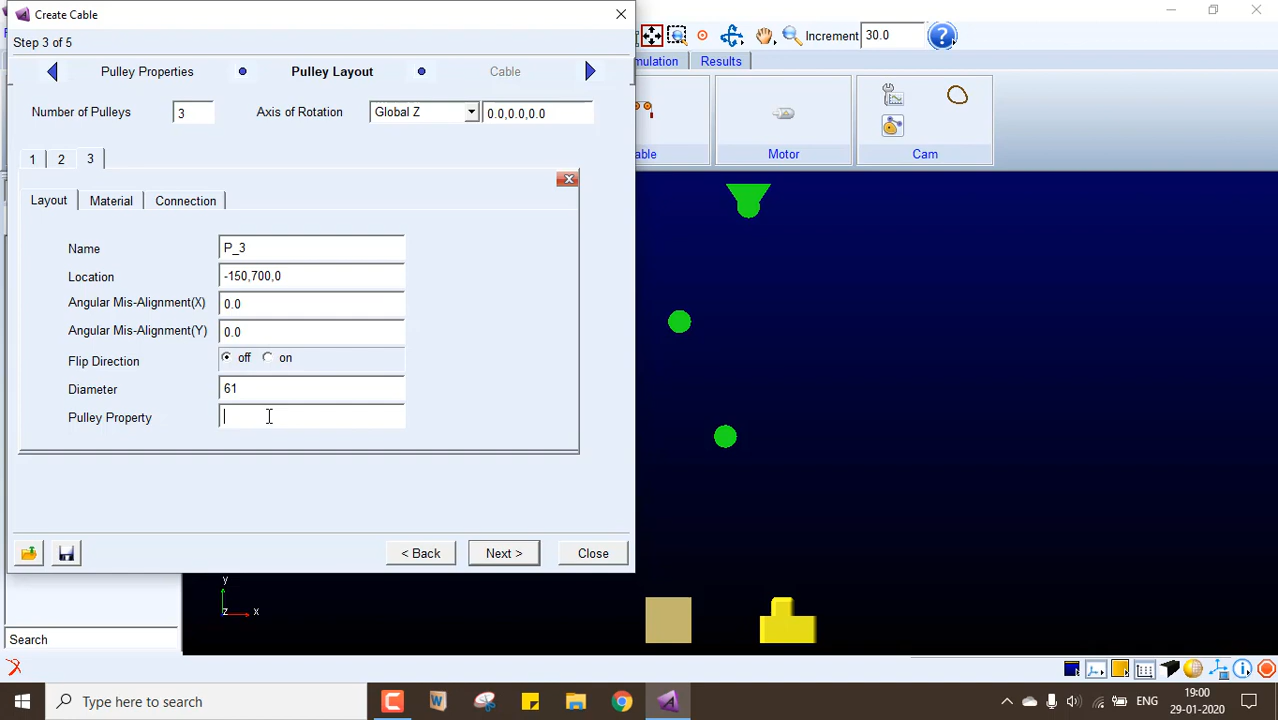 Create Cable
Step 3 of 5
Pulley Properties
Pulley Layout
Cable
Number of Pulleys
3
Axis of Rotation
Global Z
0.0,0.0,0.0
1
2
3
Layout
Material
Connection
Name
P_3
Location
-150,700,0
Angular Mis-Alignment(X)
0.0
Angular Mis-Alignment(Y)
0.0
Flip Direction
off
on
Diameter
61
Pulley Property
< Back
Next >
Close
Increment
30.0
?
mulation
Results
able
Motor
Cam
y
z
x
Search
Type here to search
ENG
19:00
29-01-2020